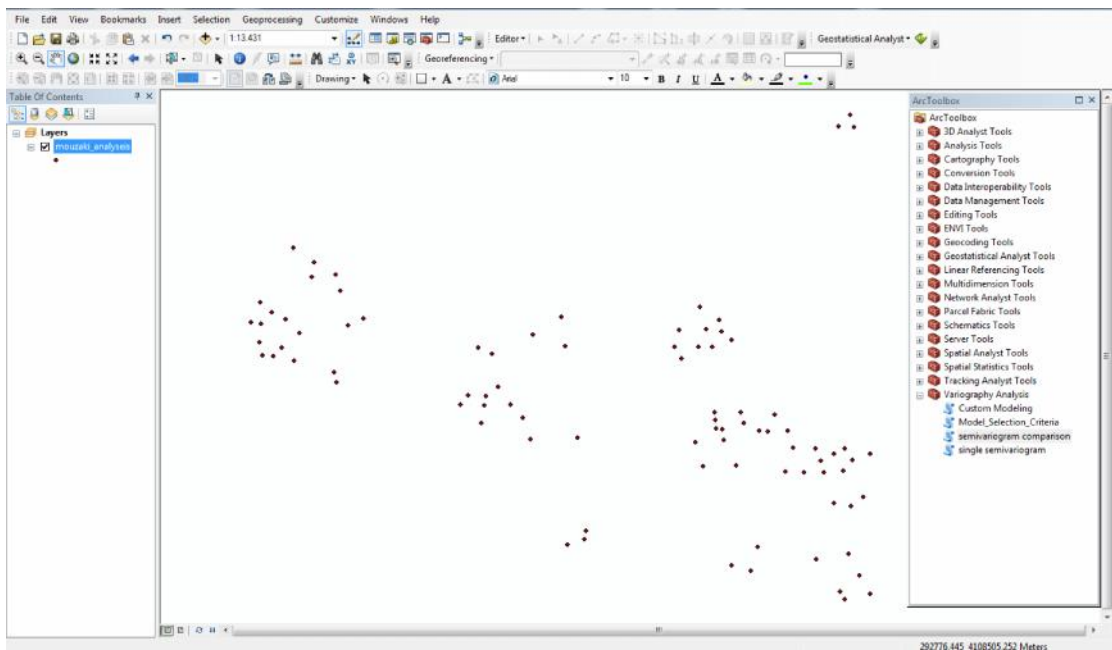 File Edit View Bookmarks Insert Selection Geoprocessing Customize Windows Help
1:13.431 Editor Geostatistical Analyst
Georeferencing
Drawing Arial 10 B I U A
Table Of Contents
Layers
mouzaki_analyseis
ArcToolbox
ArcToolbox
3D Analyst Tools
Analysis Tools
Cartography Tools
Conversion Tools
Data Interoperability Tools
Data Management Tools
Editing Tools
ENVI Tools
Geocoding Tools
Geostatistical Analyst Tools
Linear Referencing Tools
Multidimension Tools
Network Analyst Tools
Parcel Fabric Tools
Schematics Tools
Server Tools
Spatial Analyst Tools
Spatial Statistics Tools
Tracking Analyst Tools
Variography Analysis
Custom Modeling
Model_Selection_Criteria
semivariogram comparison
single semivariogram
292776,445 4108505,252 Meters